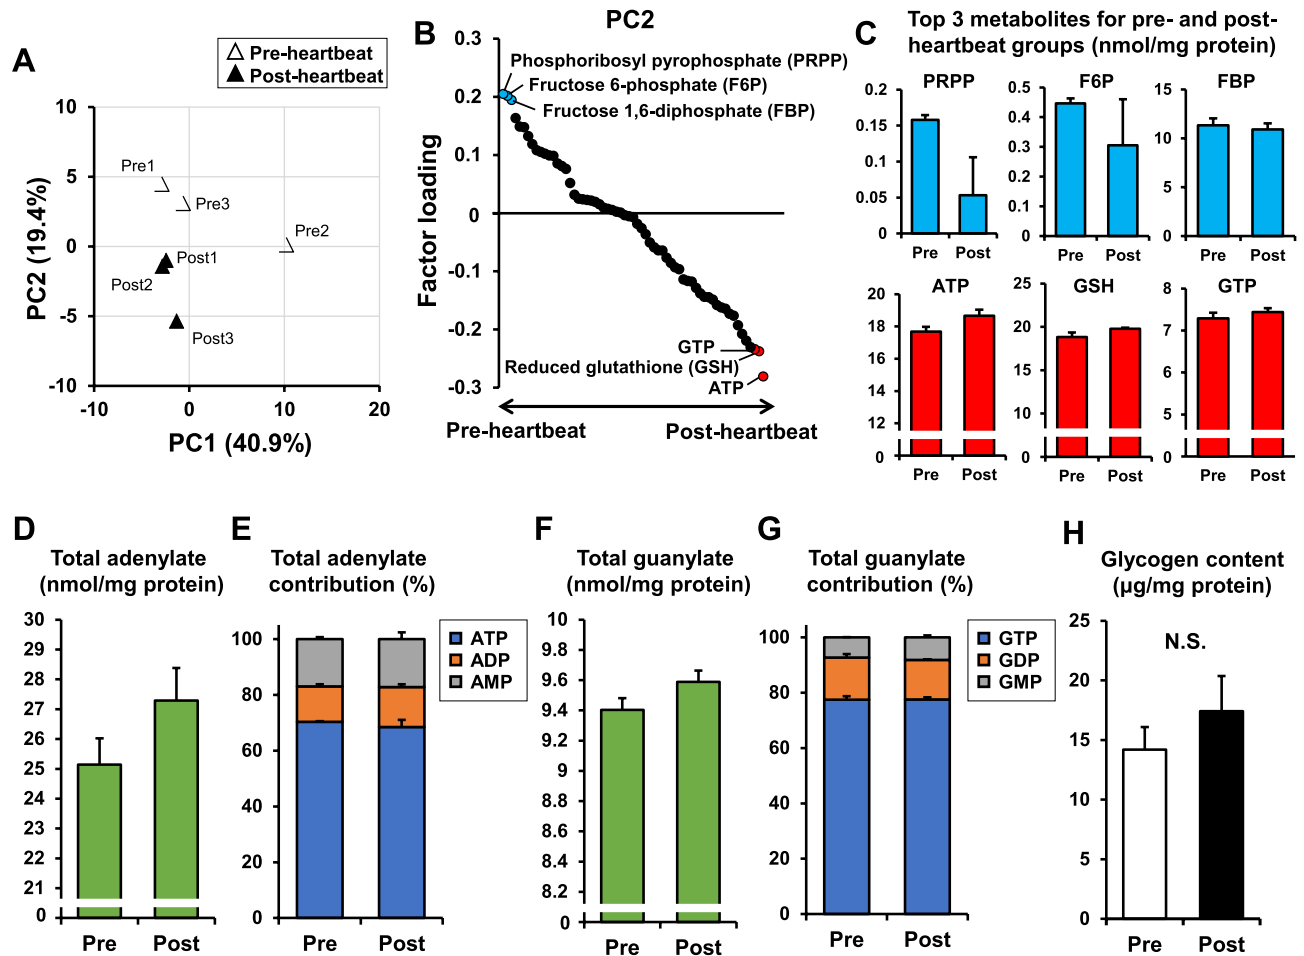 A
Pre-heartbeat
Post-heartbeat
10
5
0
-5
-10
-10
0
10
20
PC2 (19.4%)
PC1 (40.9%)
Pre1
Pre3
Pre2
Post1
Post2
Post3
B
PC2
0.3
0.2
0.1
0
-0.1
-0.2
-0.3
Factor loading
Phosphoribosyl pyrophosphate (PRPP)
Fructose 6-phosphate (F6P)
Fructose 1,6-diphosphate (FBP)
GTP
Reduced glutathione (GSH)
ATP
Pre-heartbeat
Post-heartbeat
C
Top 3 metabolites for pre- and post-
heartbeat groups (nmol/mg protein)
PRPP
0.2
0.15
0.1
0.05
0
Pre
Post
F6P
0.5
0.4
0.3
0.2
0.1
0
Pre
Post
FBP
15
10
5
0
Pre
Post
ATP
20
18
16
14
12
0
Pre
Post
GSH
25
20
15
10
0
Pre
Post
GTP
8
7
6
5
4
0
Pre
Post
D
Total adenylate
(nmol/mg protein)
30
29
28
27
26
25
24
23
22
21
0
Pre
Post
E
Total adenylate
contribution (%)
100
80
60
40
20
0
Pre
Post
ATP
ADP
AMP
F
Total guanylate
(nmol/mg protein)
10
9.8
9.6
9.4
9.2
9
8.8
8.6
8.4
8.2
0
Pre
Post
G
Total guanylate
contribution (%)
100
80
60
40
20
0
Pre
Post
GTP
GDP
GMP
H
Glycogen content
(μg/mg protein)
25
20
15
10
5
0
N.S.
Pre
Post